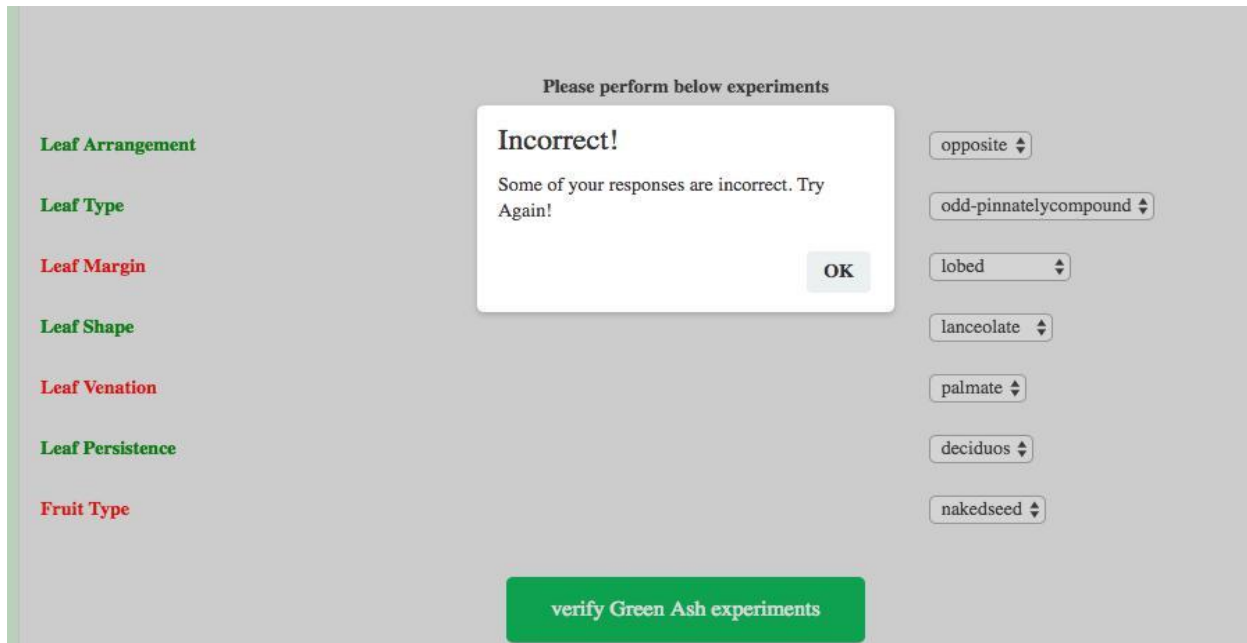 Please perform below experiments
Incorrect!
Some of your responses are incorrect. Try
Again!
OK
Leaf Arrangement opposite
Leaf Type odd-pinnatelycompound
Leaf Margin lobed
Leaf Shape lanceolate
Leaf Venation palmate
Leaf Persistence deciduos
Fruit Type nakedseed
verify Green Ash experiments